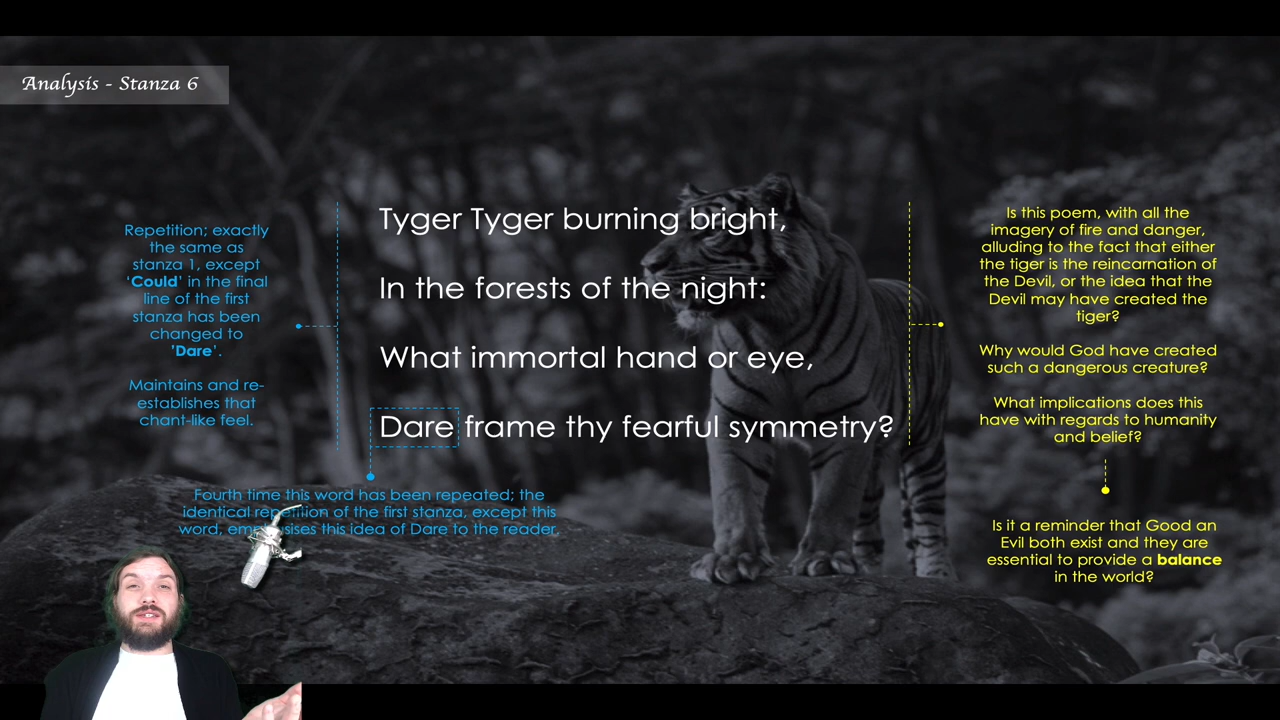 Analysis - Stanza 6
Repetition; exactly
the same as
stanza 1, except
'Could' in the final
line of the first
stanza has been
changed to
'Dare'.
Maintains and re-
establishes that
chant-like feel.
Tyger Tyger burning bright,
In the forests of the night:
What immortal hand or eye,
Dare frame thy fearful symmetry?
Fourth time this word has been repeated; the
identical repetition of the first stanza, except this
word, emphasises this idea of Dare to the reader.
Is this poem, with all the
imagery of fire and danger,
alluding to the fact that either
the tiger is the reincarnation of
the Devil, or the idea that the
Devil may have created the
tiger?
Why would God have created
such a dangerous creature?
What implications does this
have with regards to humanity
and belief?
Is it a reminder that Good an
Evil both exist and they are
essential to provide a balance
in the world?